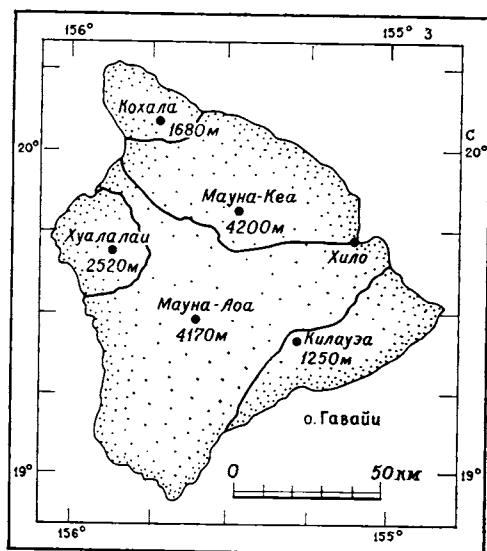 156° 155° З
Кохала
1680м
20° С 20°
Мауна-Кеа
4200м
Хуалалаи
2520м
Хило
Мауна-Лоа
4170м
Килауэа
1250м
о. Гавайи
19° 0 50 км 19°
156° 155°